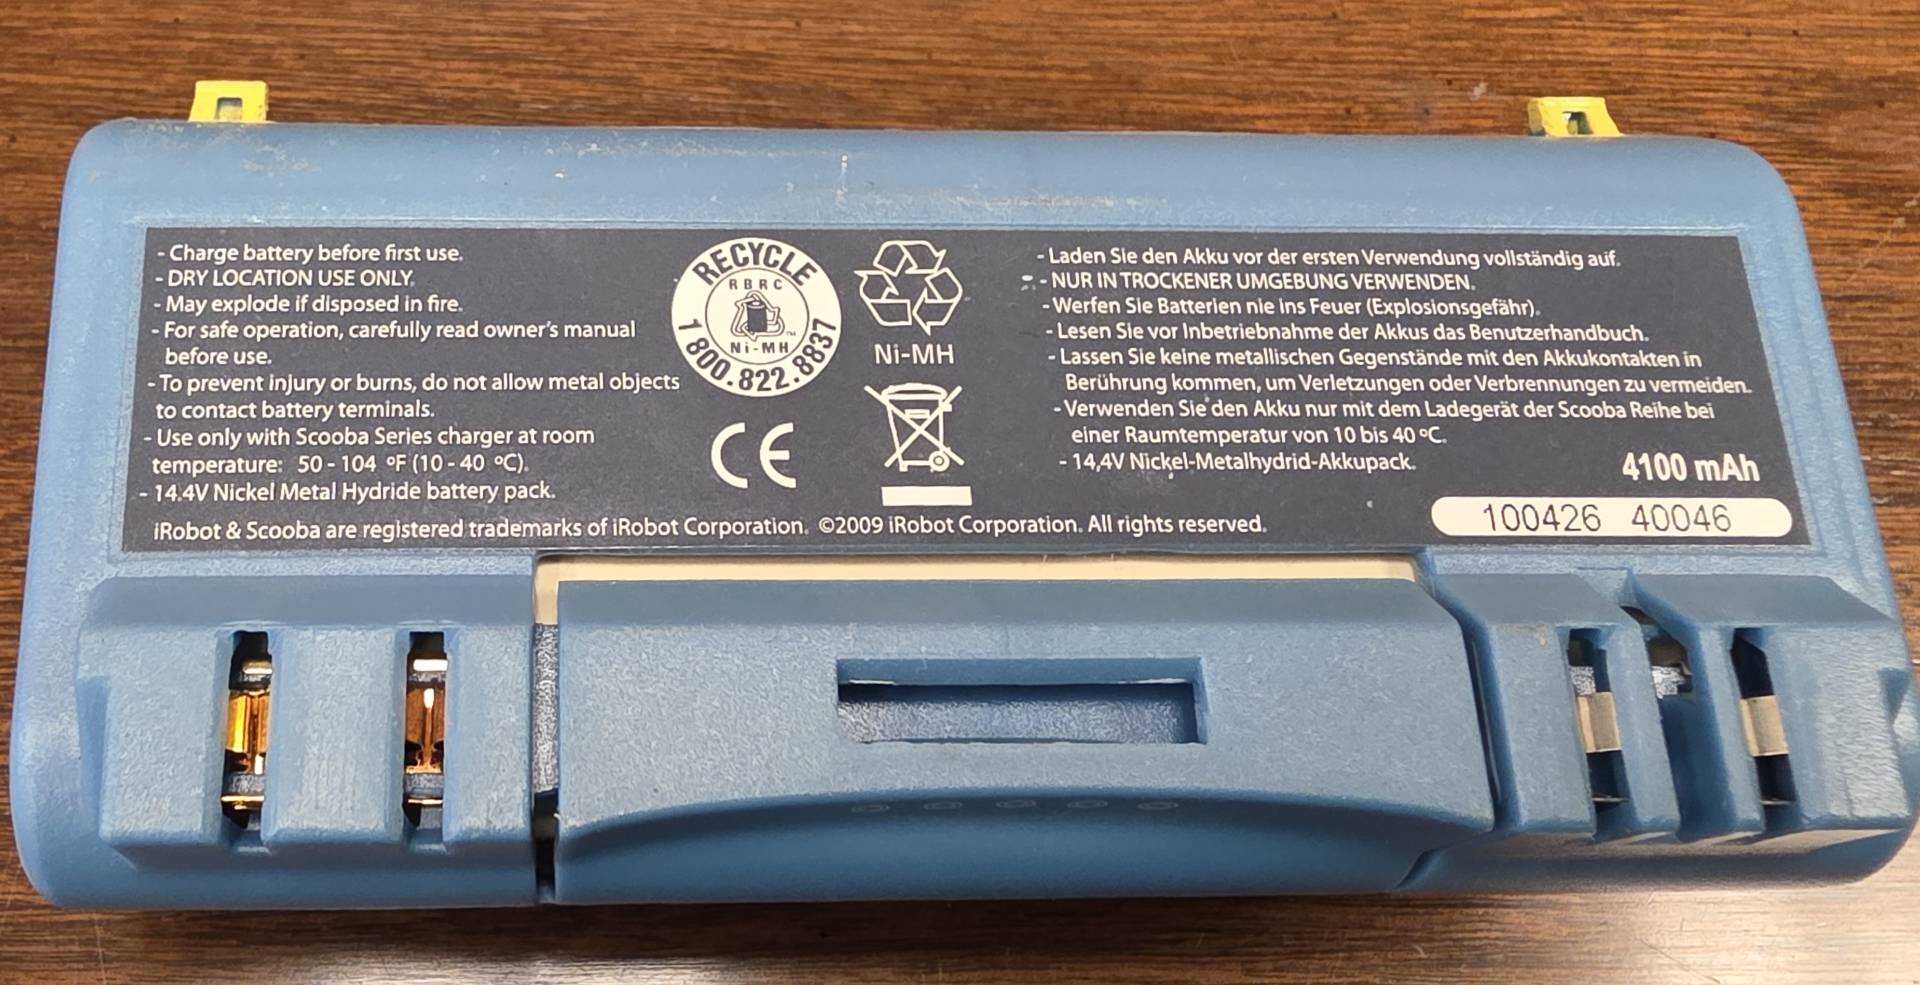 - Charge battery before first use.
- DRY LOCATION USE ONLY.
- May explode if disposed in fire.
- For safe operation, carefully read owner's manual
before use.
- To prevent injury or burns, do not allow metal objects
to contact battery terminals.
- Use only with Scooba Series charger at room
temperature: 50 - 104 ºF (10 - 40 ºC).
- 14.4V Nickel Metal Hydride battery pack.
RECYCLE
RBRC
Ni-MH
TM
1 800.822.8837
Ni-MH
CE
- Laden Sie den Akku vor der ersten Verwendung vollständig auf.
- NUR IN TROCKENER UMGEBUNG VERWENDEN.
- Werfen Sie Batterien nie ins Feuer (Explosionsgefähr).
- Lesen Sie vor Inbetriebnahme der Akkus das Benutzerhandbuch.
- Lassen Sie keine metallischen Gegenstände mit den Akkukontakten in
Berührung kommen, um Verletzungen oder Verbrennungen zu vermeiden.
- Verwenden Sie den Akku nur mit dem Ladegerät der Scooba Reihe bei
einer Raumtemperatur von 10 bis 40 ºC.
- 14,4V Nickel-Metalhydrid-Akkupack.
4100 mAh
100426 40046
iRobot & Scooba are registered trademarks of iRobot Corporation. ©2009 iRobot Corporation. All rights reserved.